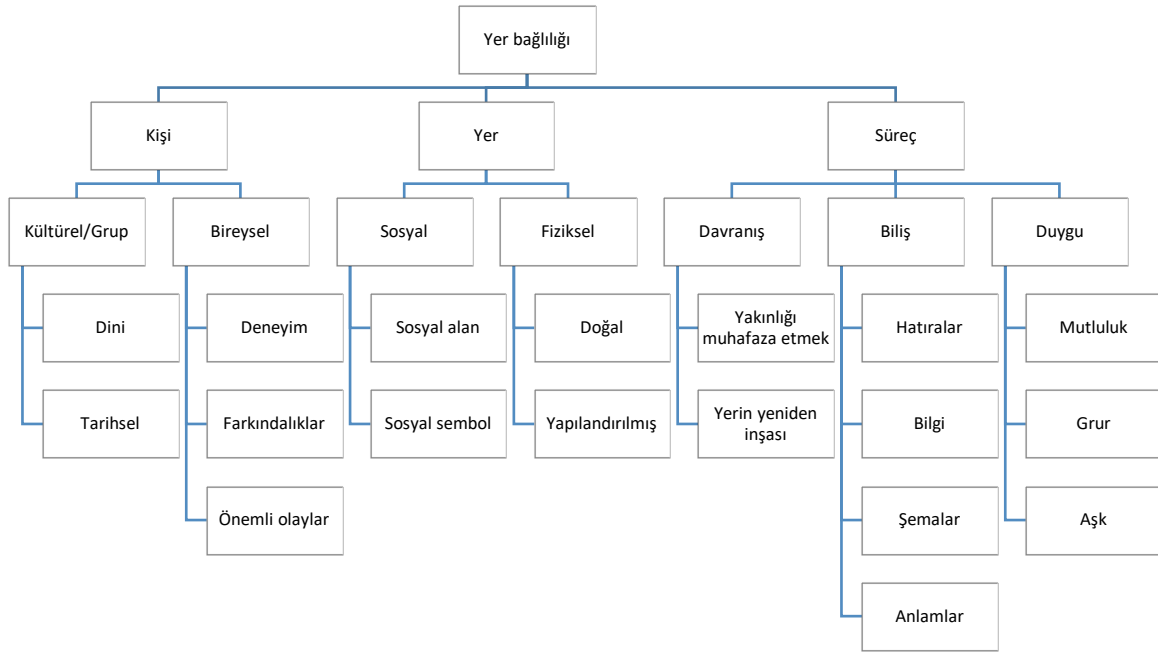 Yer bağlılığı
Kişi
Yer
Süreç
Kültürel/Grup
Bireysel
Sosyal
Fiziksel
Davranış
Biliş
Duygu
Dini
Deneyim
Sosyal alan
Doğal
Yakınlığı
muhafaza etmek
Hatıralar
Mutluluk
Tarihsel
Farkındalıklar
Sosyal sembol
Yapılandırılmış
Yerin yeniden
inşası
Bilgi
Grur
Önemli olaylar
Şemalar
Aşk
Anlamlar